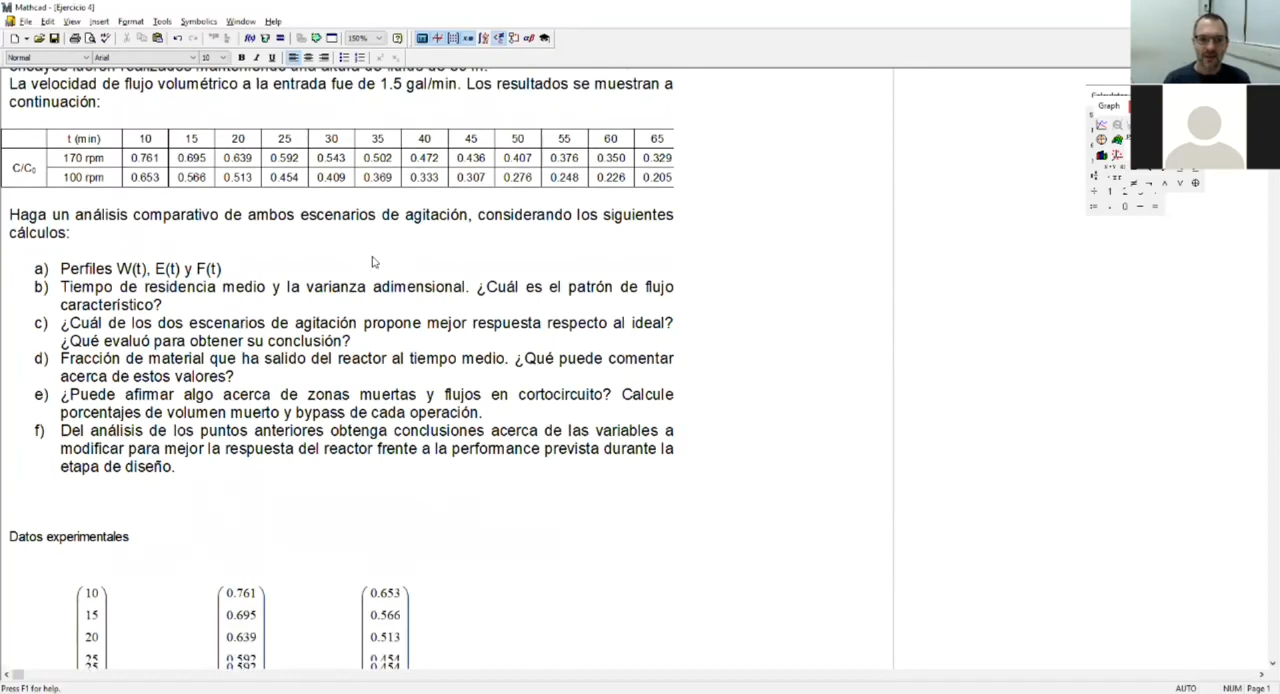 Mathcad - [Ejercicio 4]
File Edit View Insert Format Tools Symbolics Window Help
150%
Normal Arial 10 B I U
La velocidad de flujo volumétrico a la entrada fue de 1.5 gal/min. Los resultados se muestran a
continuación:
t (min) 10 15 20 25 30 35 40 45 50 55 60 65
C/C₀
170 rpm 0.761 0.695 0.639 0.592 0.543 0.502 0.472 0.436 0.407 0.376 0.350 0.329
100 rpm 0.653 0.566 0.513 0.454 0.409 0.369 0.333 0.307 0.276 0.248 0.226 0.205
Graph
Haga un análisis comparativo de ambos escenarios de agitación, considerando los siguientes
cálculos:
a) Perfiles W(t), E(t) y F(t)
b) Tiempo de residencia medio y la varianza adimensional. ¿Cuál es el patrón de flujo
característico?
c) ¿Cuál de los dos escenarios de agitación propone mejor respuesta respecto al ideal?
¿Qué evaluó para obtener su conclusión?
d) Fracción de material que ha salido del reactor al tiempo medio. ¿Qué puede comentar
acerca de estos valores?
e) ¿Puede afirmar algo acerca de zonas muertas y flujos en cortocircuito? Calcule
porcentajes de volumen muerto y bypass de cada operación.
f) Del análisis de los puntos anteriores obtenga conclusiones acerca de las variables a
modificar para mejor la respuesta del reactor frente a la performance prevista durante la
etapa de diseño.
Datos experimentales
10 0.761 0.653
15 0.695 0.566
20 0.639 0.513
25 0.592 0.454
Press F1 for help. AUTO NUM Page 1